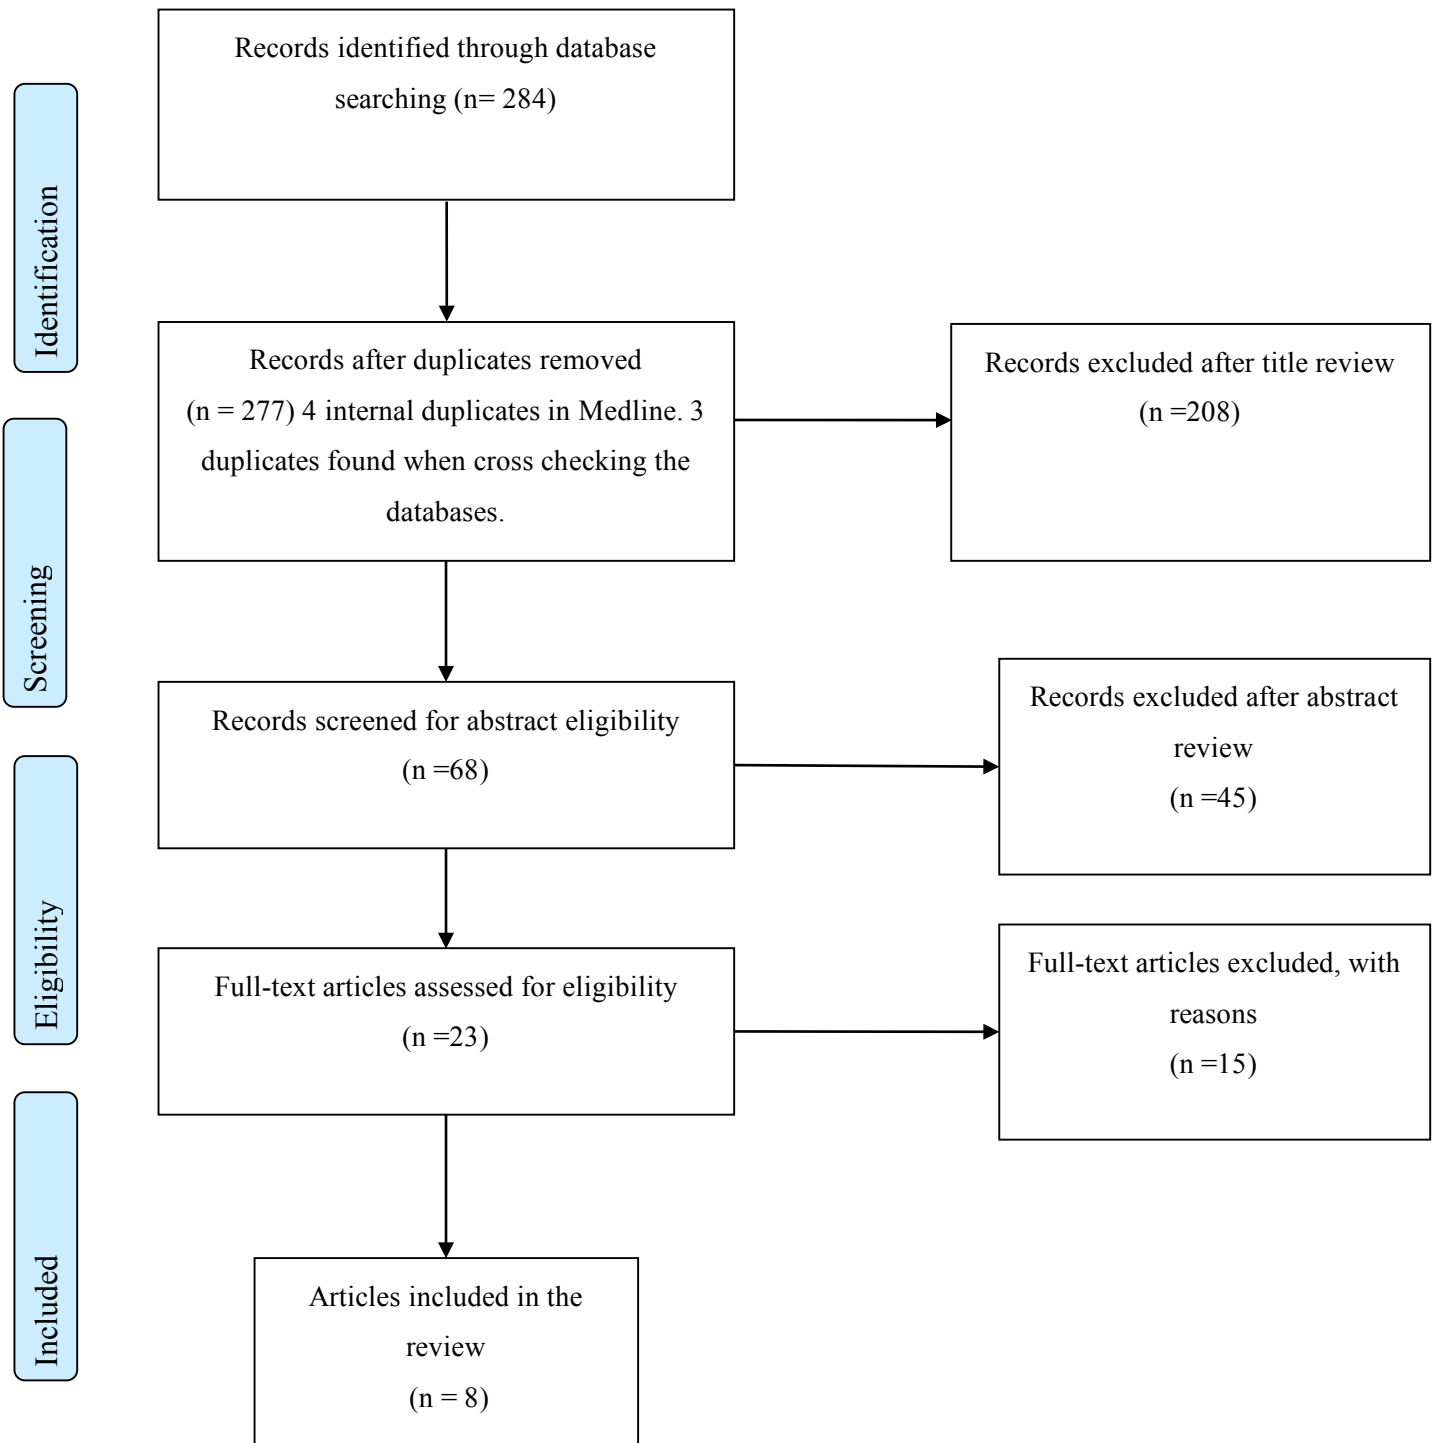 Identification
Records identified through database
searching (n= 284)
Records after duplicates removed
(n = 277) 4 internal duplicates in Medline. 3
duplicates found when cross checking the
databases.
Records excluded after title review
(n =208)
Screening
Records screened for abstract eligibility
(n =68)
Records excluded after abstract
review
(n =45)
Eligibility
Full-text articles assessed for eligibility
(n =23)
Full-text articles excluded, with
reasons
(n =15)
Included
Articles included in the
review
(n = 8)